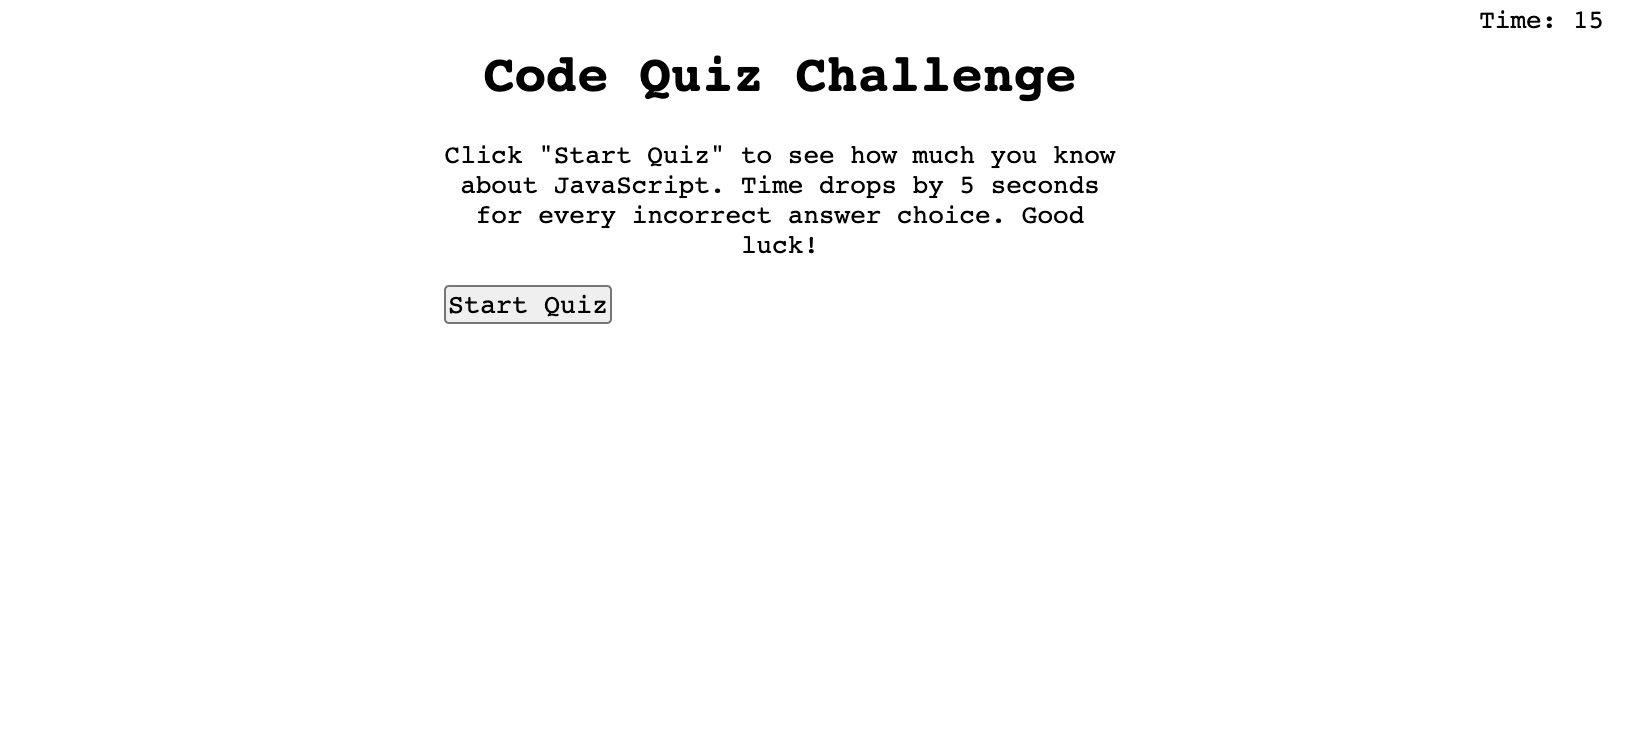 Time: 15
Code Quiz Challenge
Click "Start Quiz" to see how much you know
about JavaScript. Time drops by 5 seconds
for every incorrect answer choice. Good
luck!
Start Quiz